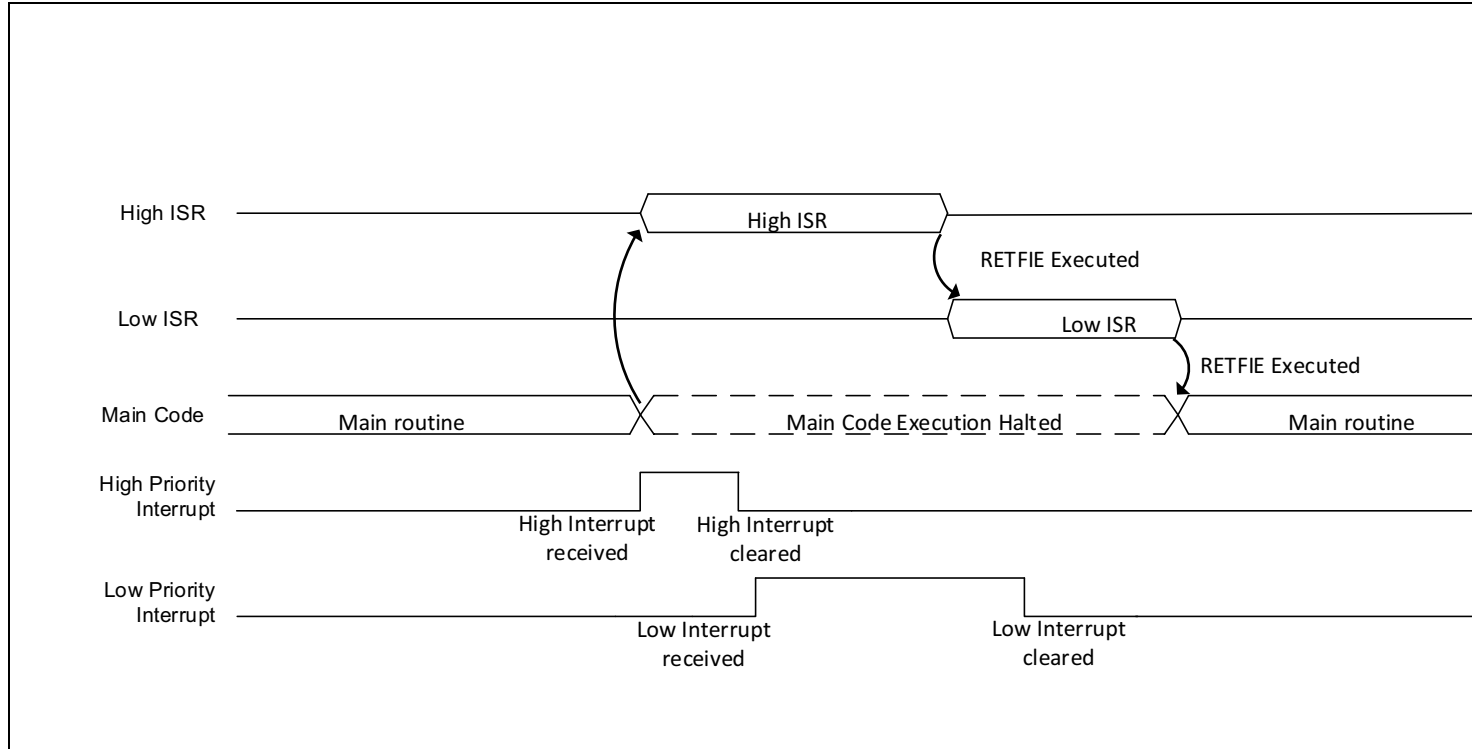 High ISR
High ISR
RETFIE Executed
Low ISR
Low ISR
RETFIE Executed
Main Code
Main routine
Main Code Execution Halted
Main routine
High Priority
Interrupt
High Interrupt
received
High Interrupt
cleared
Low Priority
Interrupt
Low Interrupt
received
Low Interrupt
cleared